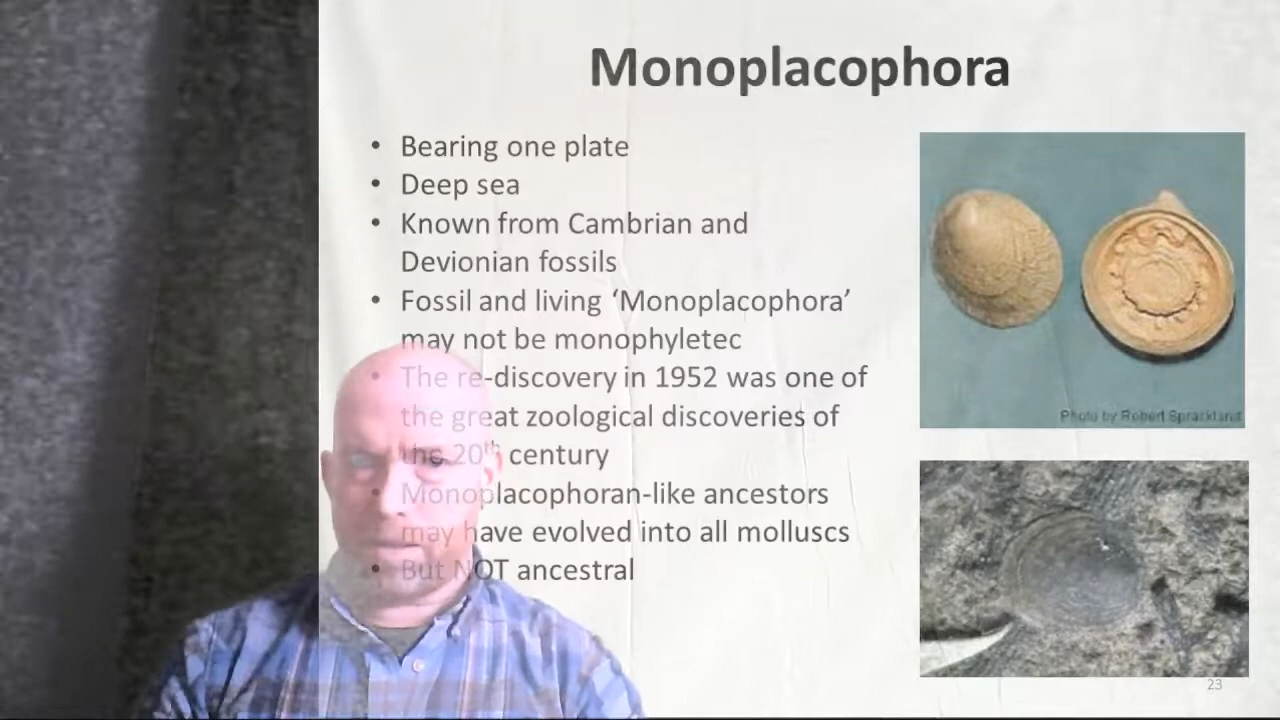 Monoplacophora
• Bearing one plate
• Deep sea
• Known from Cambrian and
Devionian fossils
• Fossil and living ‘Monoplacophora’
may not be monophyletec
• The re-discovery in 1952 was one of
the great zoological discoveries of
the 20th century
• Monoplacophoran-like ancestors
may have evolved into all molluscs
• But NOT ancestral
Photo by Robert Sprackland
23